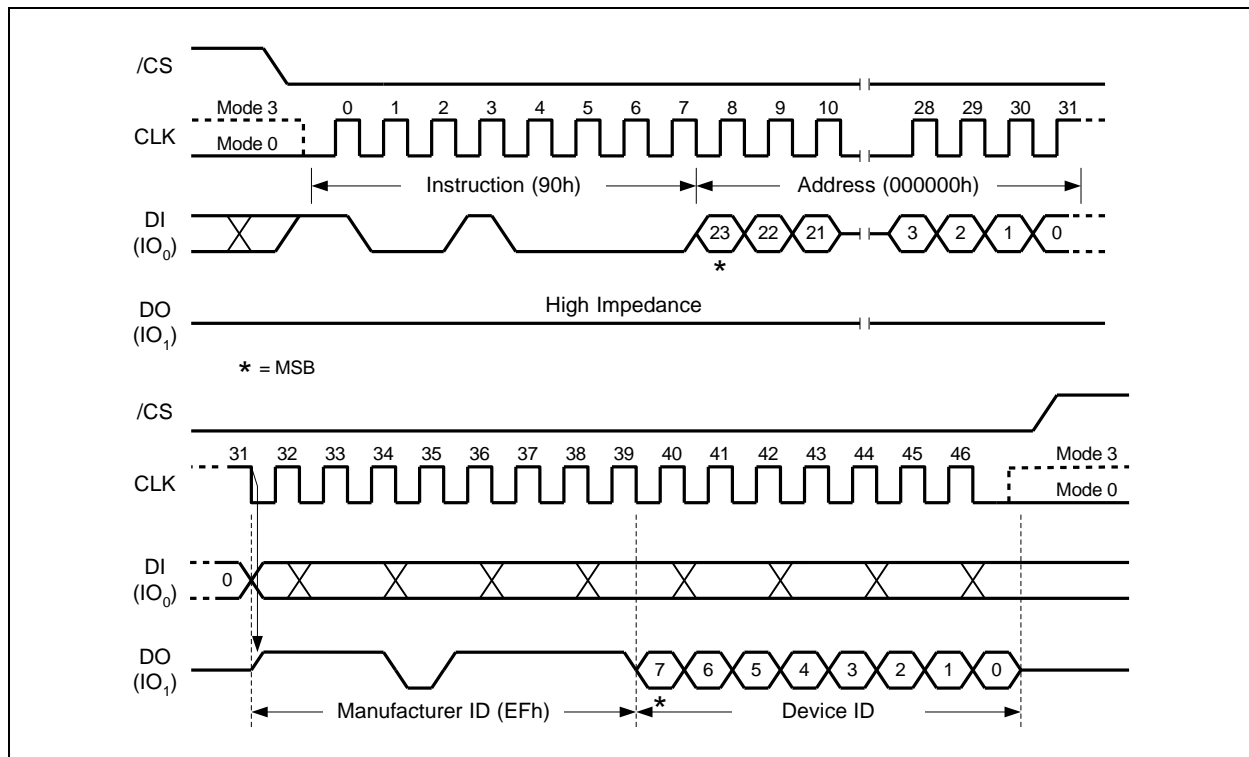 /CS
Mode 3 0 1 2 3 4 5 6 7 8 9 10 28 29 30 31
CLK
Mode 0
Instruction (90h) Address (000000h)
DI
(IO0) 23 22 21 3 2 1 0
*
High Impedance
DO
(IO1)
* = MSB
/CS
31 32 33 34 35 36 37 38 39 40 41 42 43 44 45 46 Mode 3
CLK
Mode 0
DI
(IO0) 0
DO
(IO1) 7 6 5 4 3 2 1 0
*
Manufacturer ID (EFh) Device ID